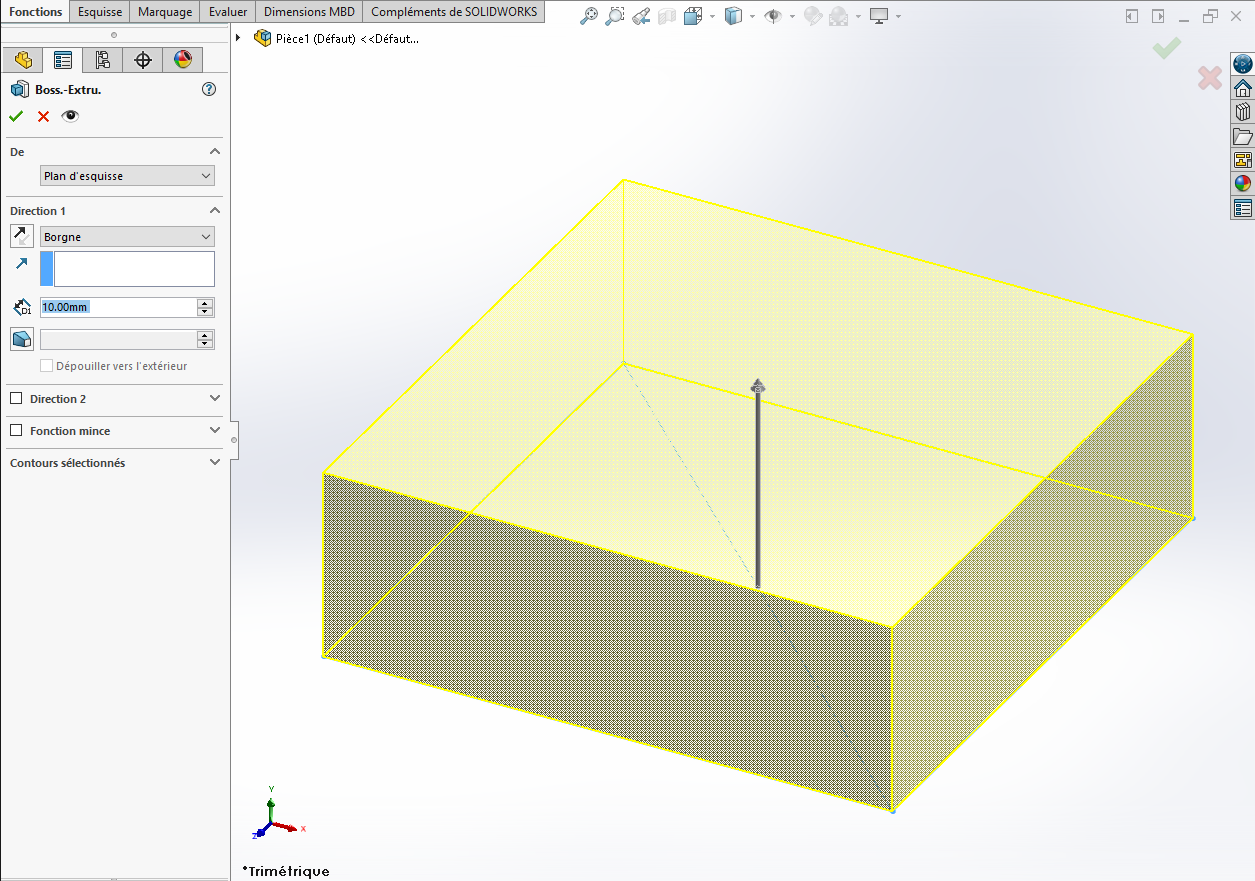 Fonctions Esquisse Marquage Evaluer Dimensions MBD Compléments de SOLIDWORKS
Pièce1 (Défaut) <<Défaut...
Boss.-Extru.
De
Plan d'esquisse
Direction 1
Borgne
D1 10.00mm
Dépouiller vers l'extérieur
Direction 2
Fonction mince
Contours sélectionnés
Y
X
Z
*Trimétrique